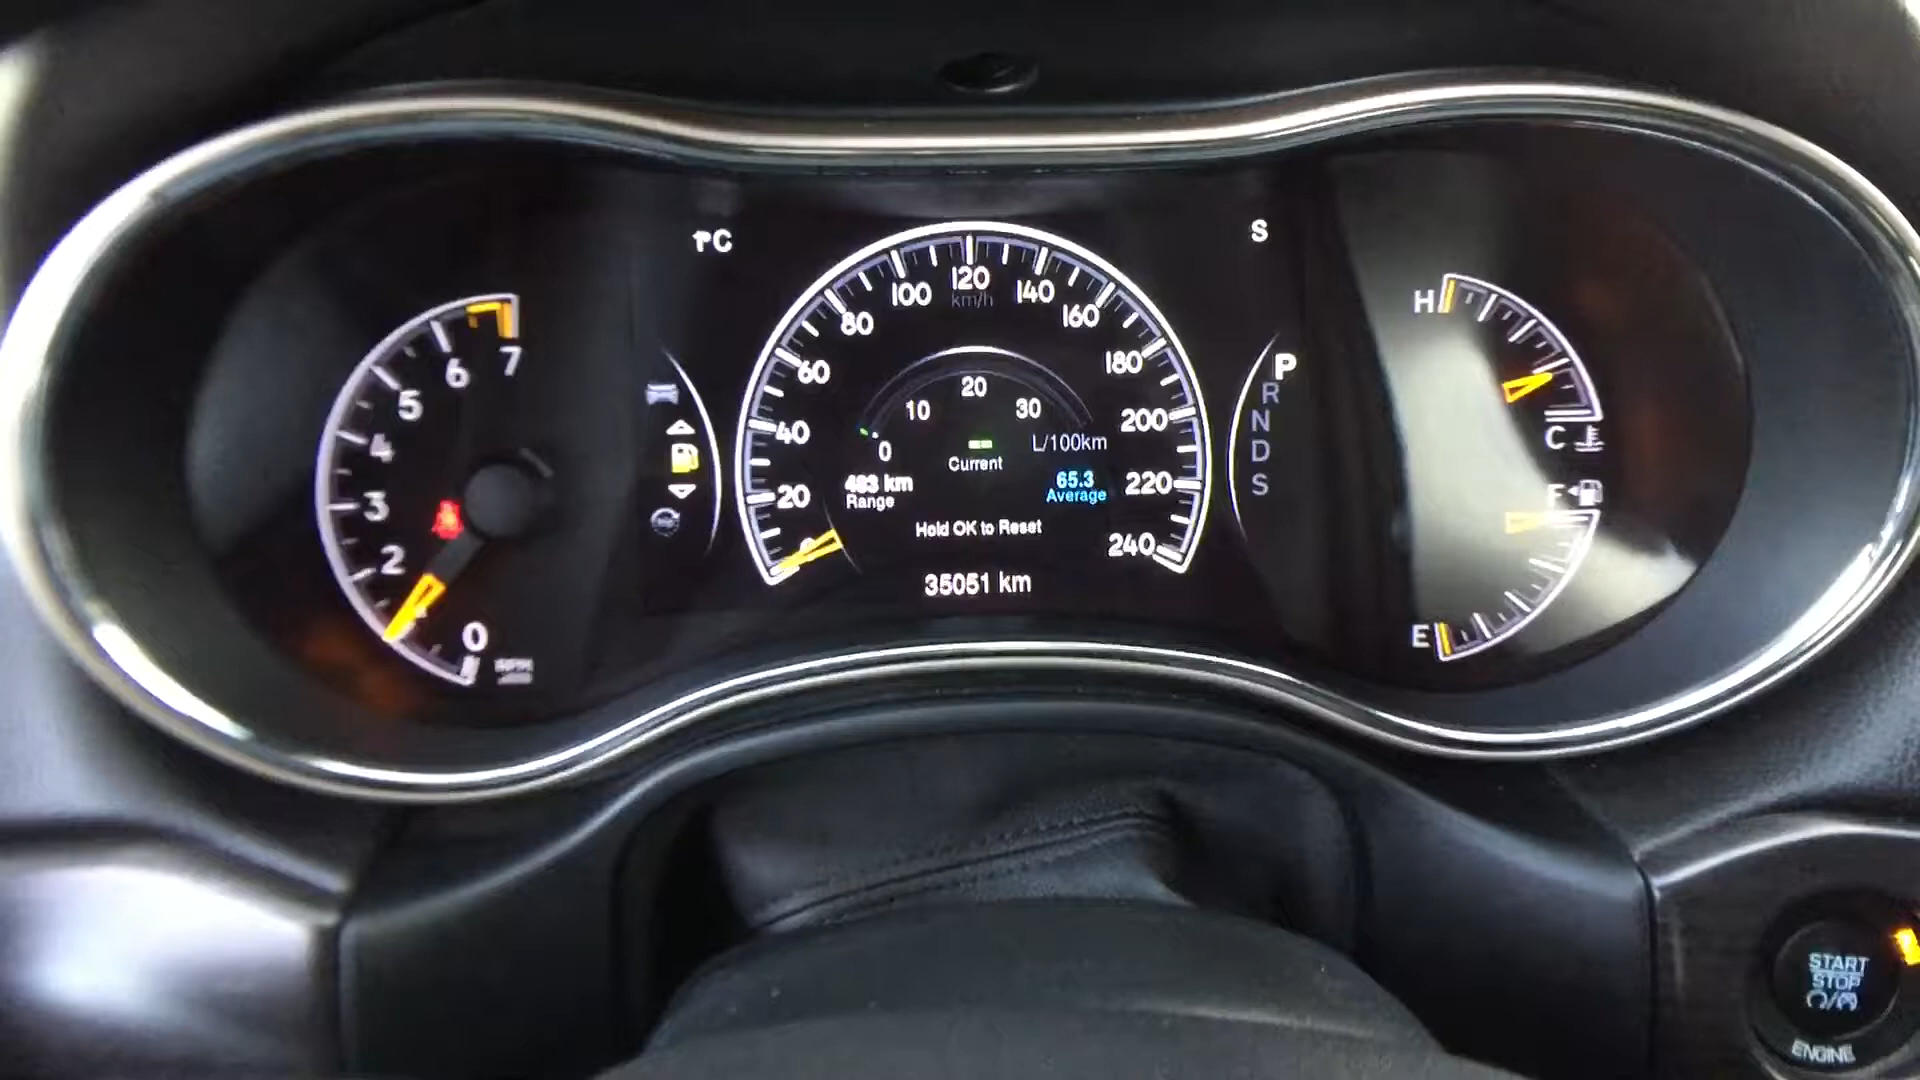 °C
S
7
6
5
4
3
2
0
RPM
120
km/h
100
140
80
160
60
180
40
200
20
220
240
20
10
30
0
L/100km
Current
483 km
Range
65.3
Average
Hold OK to Reset
35051 km
P
R
N
D
S
H
C
F
E
START
STOP
ENGINE